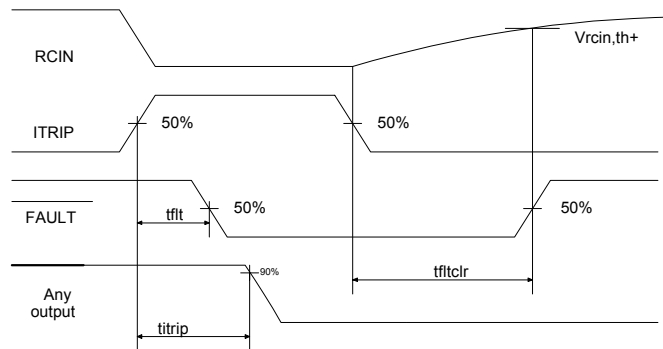 RCIN
Vrcin,th+
ITRIP
50%
50%
FAULT
50%
50%
tflt
tfltclr
90%
Any
output
titrip